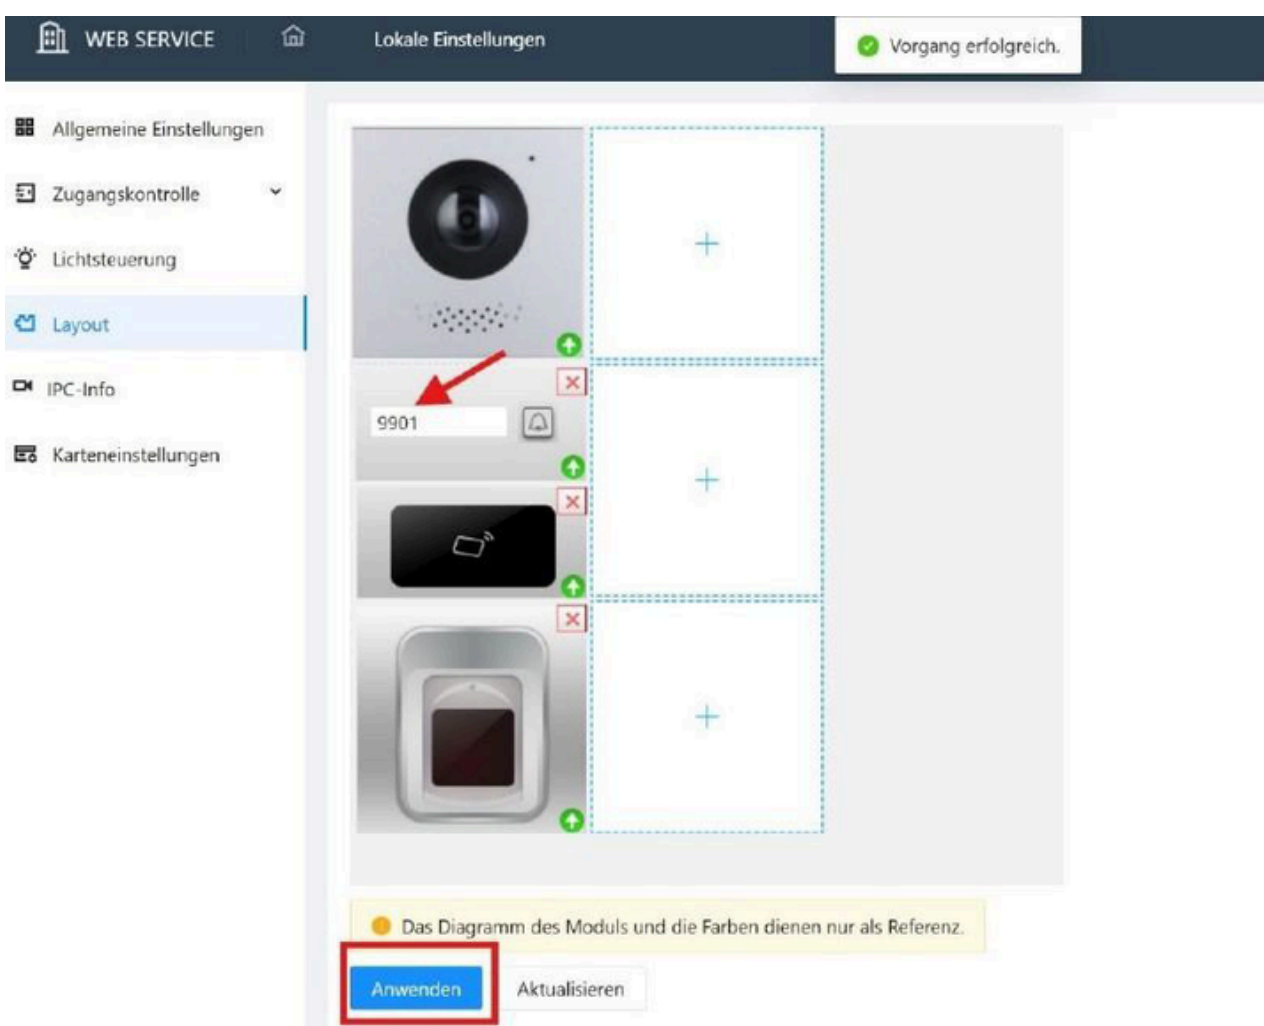 WEB SERVICE
Lokale Einstellungen
Vorgang erfolgreich.
Allgemeine Einstellungen
Zugangskontrolle
Lichtsteuerung
Layout
IPC-Info
9901
Karteneinstellungen
Das Diagramm des Moduls und die Farben dienen nur als Referenz.
Anwenden
Aktualisieren